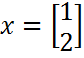 x = [1
2]